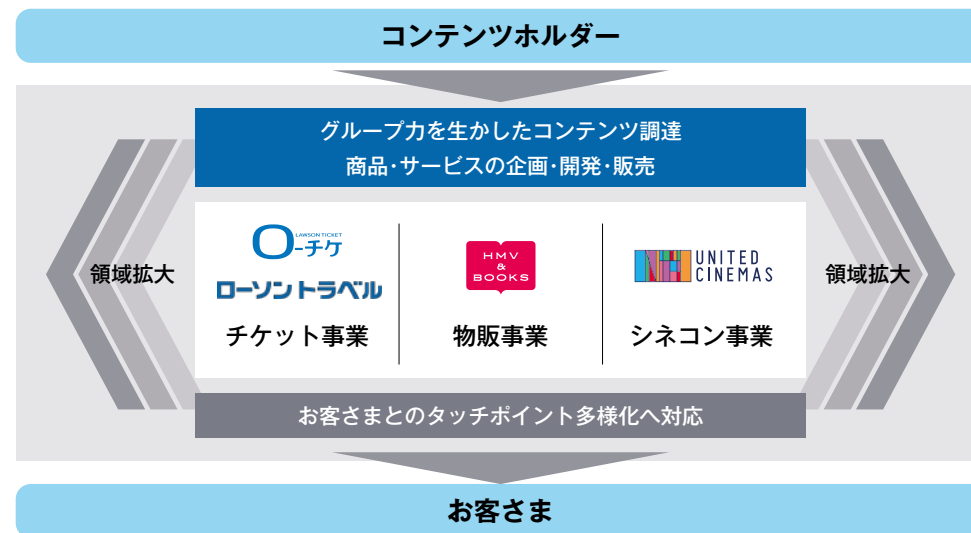 コンテンツホルダー
グループ力を生かしたコンテンツ調達
商品･サービスの企画･開発･販売
領域拡大
LAWSON TICKET
ローチケ
ローソントラベル
チケット事業
HMV
&
BOOKS
物販事業
UNITED
CINEMAS
シネコン事業
領域拡大
お客さまとのタッチポイント多様化へ対応
お客さま